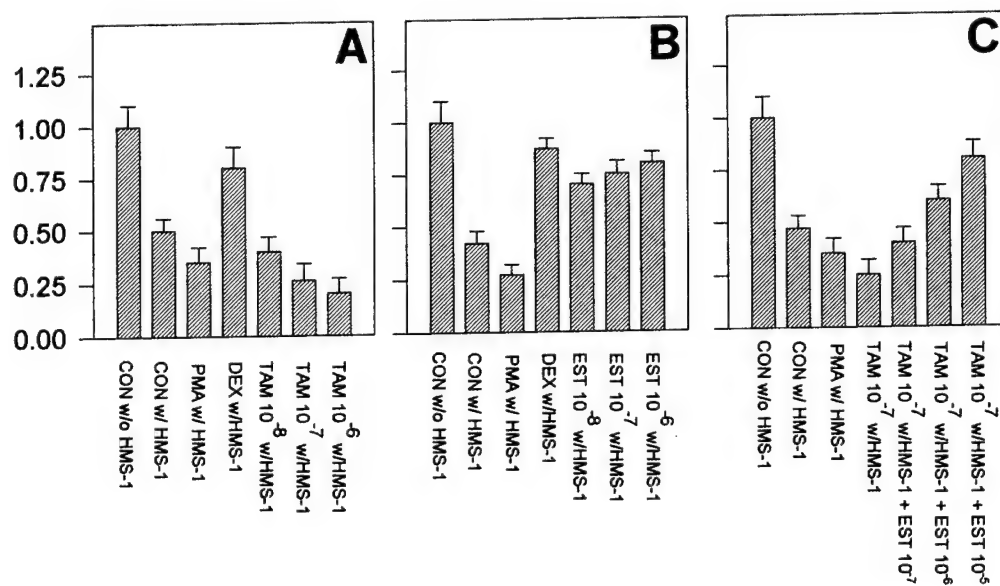 A
B
C
1.25
1.00
0.75
0.50
0.25
0.00
CON w/o HMS-1
CON w/ HMS-1
PMA w/ HMS-1
DEX w/HMS-1
TAM 10⁻⁸ w/HMS-1
TAM 10⁻⁷ w/HMS-1
TAM 10⁻⁶ w/HMS-1
CON w/o HMS-1
CON w/ HMS-1
PMA w/ HMS-1
DEX w/HMS-1
EST 10⁻⁸ w/HMS-1
EST 10⁻⁷ w/HMS-1
EST 10⁻⁶ w/HMS-1
CON w/o HMS-1
CON w/ HMS-1
PMA w/ HMS-1
TAM 10⁻⁷ w/HMS-1
TAM 10⁻⁷ w/HMS-1 + EST 10⁻⁷
TAM 10⁻⁷ w/HMS-1 + EST 10⁻⁶
TAM 10⁻⁷ w/HMS-1 + EST 10⁻⁵